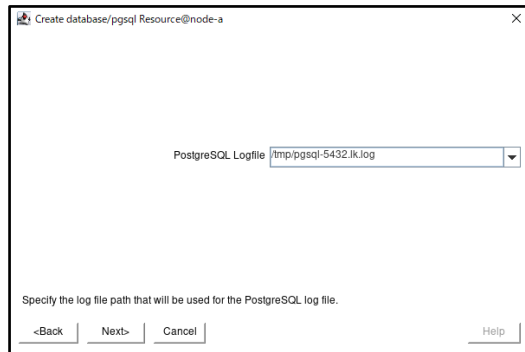 Create database/pgsql Resource@node-a
PostgreSQL Logfile /tmp/pgsql-5432.lk.log
Specify the log file path that will be used for the PostgreSQL log file.
<Back Next> Cancel Help